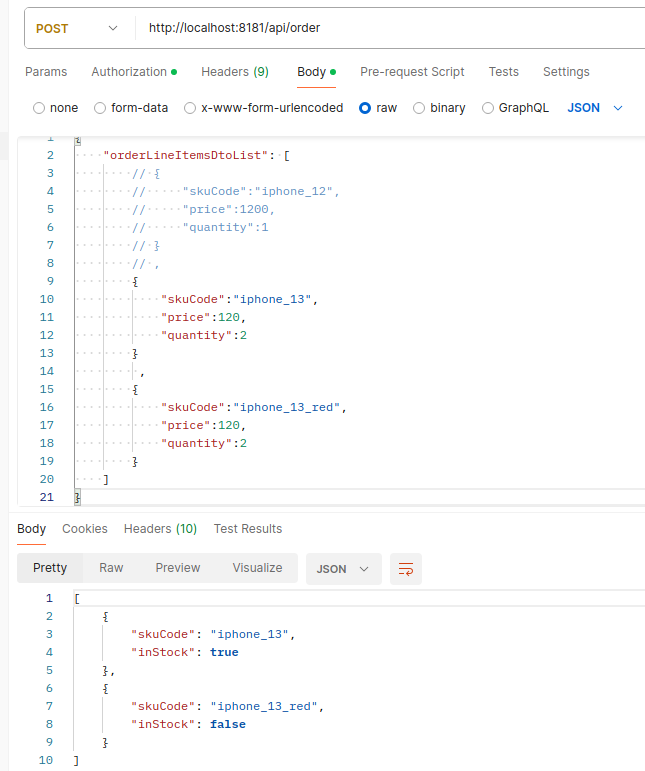 POST http://localhost:8181/api/order
Params Authorization Headers (9) Body Pre-request Script Tests Settings
none form-data x-www-form-urlencoded raw binary GraphQL JSON
1 {
2 "orderLineItemsDtoList": [
3 // {
4 // "skuCode":"iphone_12",
5 // "price":1200,
6 // "quantity":1
7 // }
8 // ,
9 {
10 "skuCode":"iphone_13",
11 "price":120,
12 "quantity":2
13 }
14 ,
15 {
16 "skuCode":"iphone_13_red",
17 "price":120,
18 "quantity":2
19 }
20 ]
21 }
Body Cookies Headers (10) Test Results
Pretty Raw Preview Visualize JSON
1 [
2 {
3 "skuCode": "iphone_13",
4 "inStock": true
5 },
6 {
7 "skuCode": "iphone_13_red",
8 "inStock": false
9 }
10 ]